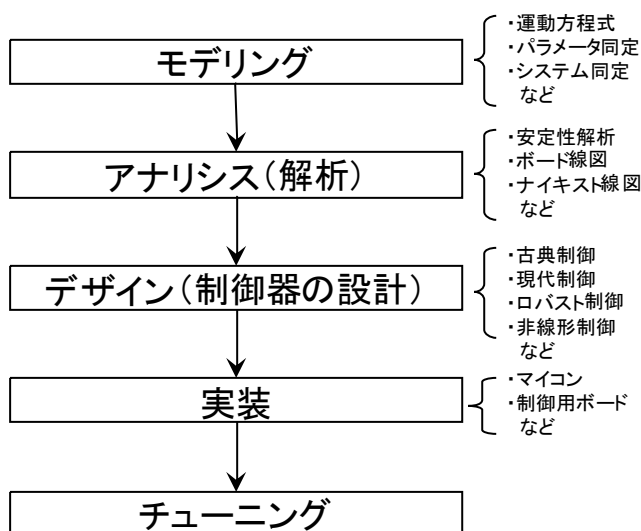 モデリング
・運動方程式
・パラメータ同定
・システム同定
など
アナリシス（解析）
・安定性解析
・ボード線図
・ナイキスト線図
など
デザイン（制御器の設計）
・古典制御
・現代制御
・ロバスト制御
・非線形制御
など
実装
・マイコン
・制御用ボード
など
チューニング